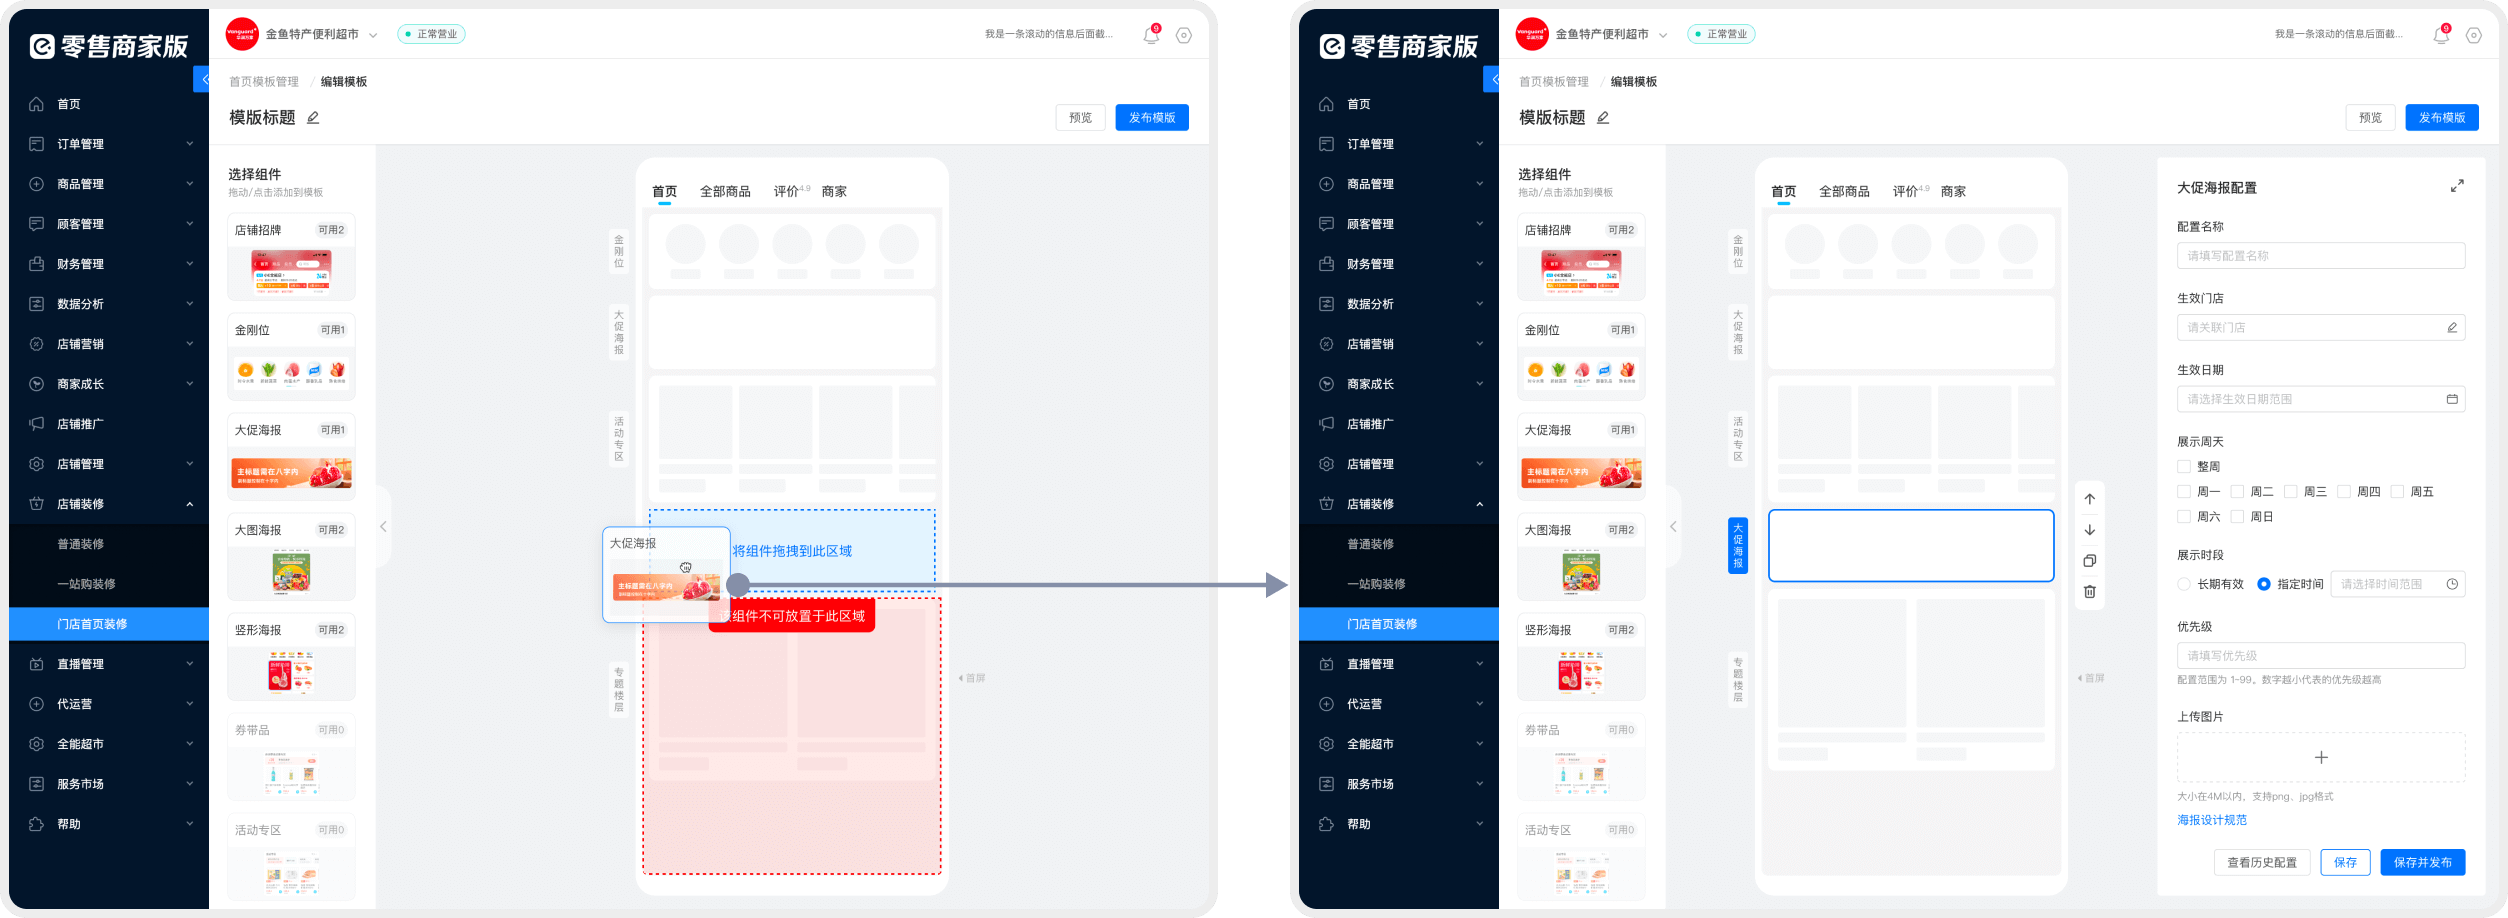 零售商家版
首页
订单管理
商品管理
顾客管理
财务管理
数据分析
店铺营销
商家成长
店铺推广
店铺管理
店铺装修
普通装修
一站购装修
门店首页装修
直播管理
代运营
全能超市
服务市场
帮助
金鱼特产便利超市
正常营业
我是一条滚动的信息后面截...
9
首页模板管理 / 编辑模板
模版标题
预览
发布模版
选择组件
拖动/点击添加到模板
店铺招牌 可用2
金刚位 可用1
大促海报 可用1
主标题需在八字内
大图海报 可用2
竖形海报 可用2
券带品 可用0
活动专区 可用0
首页 全部商品 评价4.9 商家
金刚位
大促海报
活动专区
专题楼层
大促海报
主标题需在八字内
将组件拖拽到此区域
组件不可放置于此区域
首屏
零售商家版
首页
订单管理
商品管理
顾客管理
财务管理
数据分析
店铺营销
商家成长
店铺推广
店铺管理
店铺装修
普通装修
一站购装修
门店首页装修
直播管理
代运营
全能超市
服务市场
帮助
金鱼特产便利超市
正常营业
我是一条滚动的信息后面截...
9
首页模板管理 / 编辑模板
模版标题
预览
发布模版
选择组件
拖动/点击添加到模板
店铺招牌 可用2
金刚位 可用1
大促海报 可用1
主标题需在八字内
大图海报 可用2
竖形海报 可用2
券带品 可用0
活动专区 可用0
首页 全部商品 评价4.9 商家
金刚位
大促海报
活动专区
大促海报
专题楼层
首屏
大促海报配置
配置名称
请填写配置名称
生效门店
请关联门店
生效日期
请选择生效日期范围
展示周天
整周
周一 周二 周三 周四 周五
周六 周日
展示时段
长期有效 指定时间 请选择时间范围
优先级
请填写优先级
配置范围为 1-99，数字越小代表的优先级越高
上传图片
大小在4M以内，支持png、jpg格式
海报设计规范
查看历史配置
保存
保存并发布